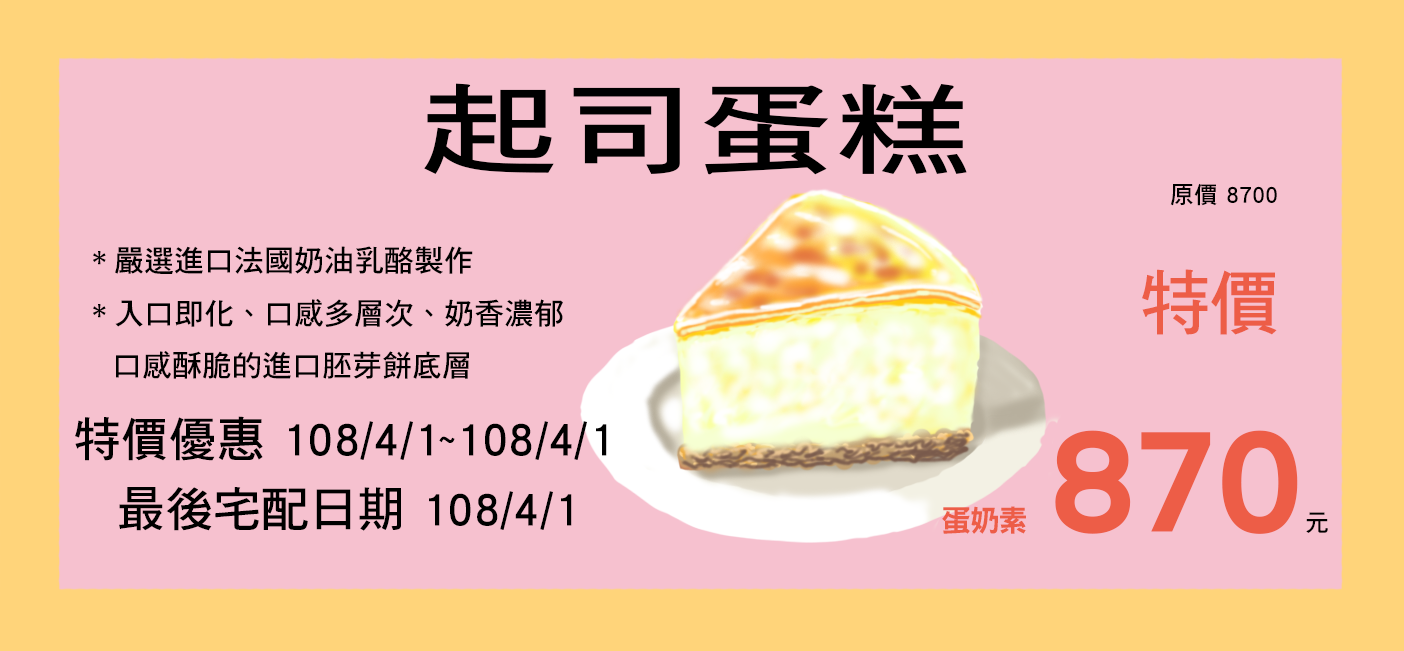 起司蛋糕
原價 8700
＊嚴選進口法國奶油乳酪製作
＊入口即化、口感多層次、奶香濃郁
口感酥脆的進口胚芽餅底層
特價
特價優惠 108/4/1~108/4/1
最後宅配日期 108/4/1
蛋奶素 870元